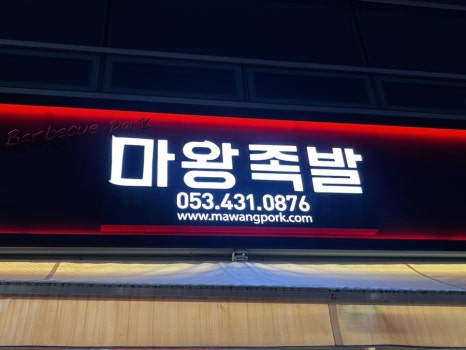 Barbecue Pork
마왕족발
053.431.0876
www.mawangpork.com